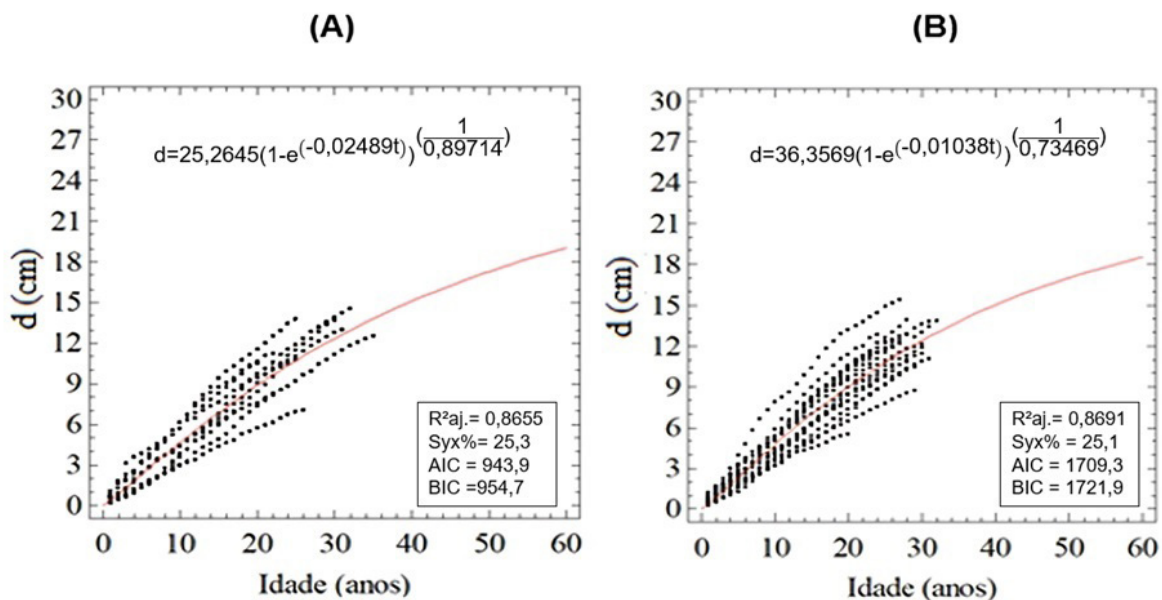 (A)
30
27
24
21
18
15
12
9
6
3
0
d (cm)
d=25,2645(1-e^(-0,02489t))^(1/0,89714)
R²aj.= 0,8655
Syx%= 25,3
AIC = 943,9
BIC =954,7
0 10 20 30 40 50 60
Idade (anos)
(B)
30
27
24
21
18
15
12
9
6
3
0
d (cm)
d=36,3569(1-e^(-0,01038t))^(1/0,73469)
R²aj.= 0,8691
Syx% = 25,1
AIC = 1709,3
BIC = 1721,9
0 10 20 30 40 50 60
Idade (anos)